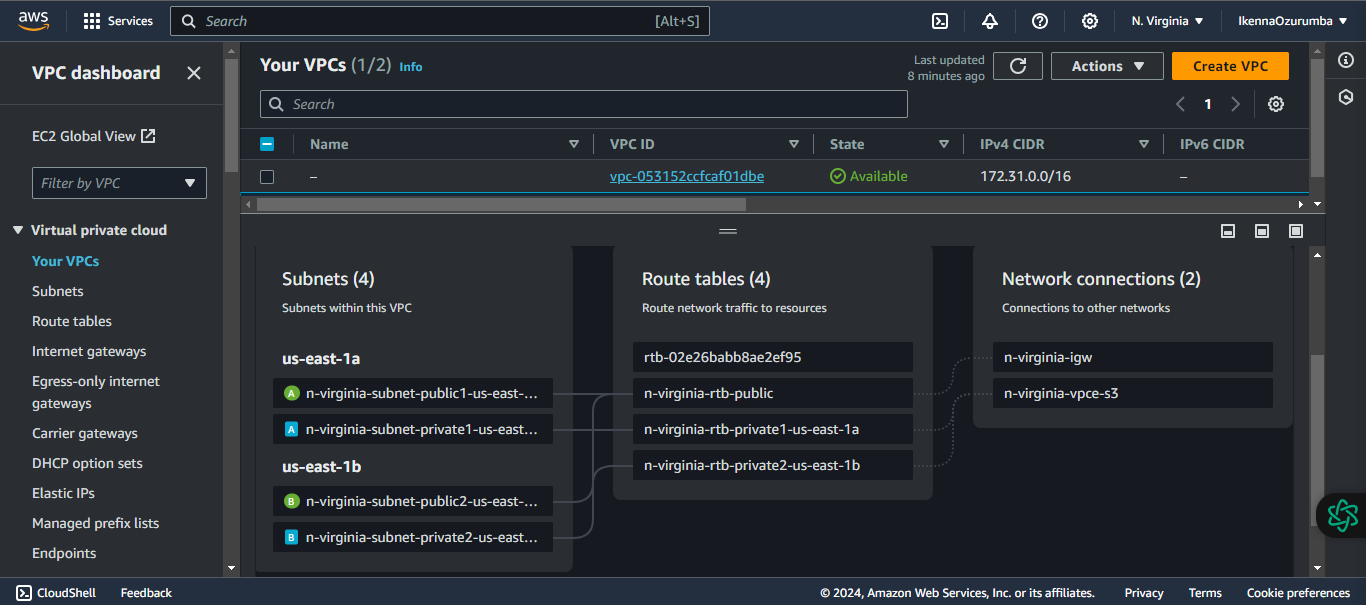 aws
Services
Search
[Alt+S]
N. Virginia
IkennaOzurumba
VPC dashboard
EC2 Global View
Filter by VPC
Virtual private cloud
Your VPCs
Subnets
Route tables
Internet gateways
Egress-only internet
gateways
Carrier gateways
DHCP option sets
Elastic IPs
Managed prefix lists
Endpoints
Your VPCs (1/2) Info
Last updated
8 minutes ago
Actions
Create VPC
Search
1
Name
VPC ID
State
IPv4 CIDR
IPv6 CIDR
–
vpc-053152ccfcaf01dbe
Available
172.31.0.0/16
–
Subnets (4)
Subnets within this VPC
us-east-1a
A n-virginia-subnet-public1-us-east-...
A n-virginia-subnet-private1-us-east...
us-east-1b
B n-virginia-subnet-public2-us-east-...
B n-virginia-subnet-private2-us-east...
Route tables (4)
Route network traffic to resources
rtb-02e26babb8ae2ef95
n-virginia-rtb-public
n-virginia-rtb-private1-us-east-1a
n-virginia-rtb-private2-us-east-1b
Network connections (2)
Connections to other networks
n-virginia-igw
n-virginia-vpce-s3
CloudShell
Feedback
© 2024, Amazon Web Services, Inc. or its affiliates.
Privacy
Terms
Cookie preferences